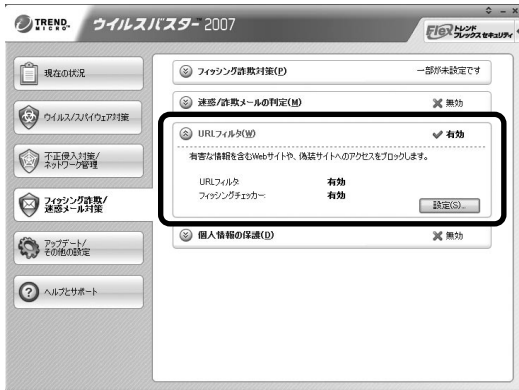 TREND MICRO ウイルスバスター 2007
Flex トレンド フレックス セキュリティ
現在の状況
ウイルス/スパイウェア対策
不正侵入対策/
ネットワーク管理
フィッシング詐欺/
迷惑メール対策
アップデート/
その他の設定
ヘルプとサポート
フィッシング詐欺対策(P) 一部が未設定です
迷惑/詐欺メールの判定(M) 無効
URLフィルタ(W) 有効
有害な情報を含むWebサイトや、偽装サイトへのアクセスをブロックします。
URLフィルタ 有効
フィッシングチェッカー: 有効
設定(S)...
個人情報の保護(D) 無効